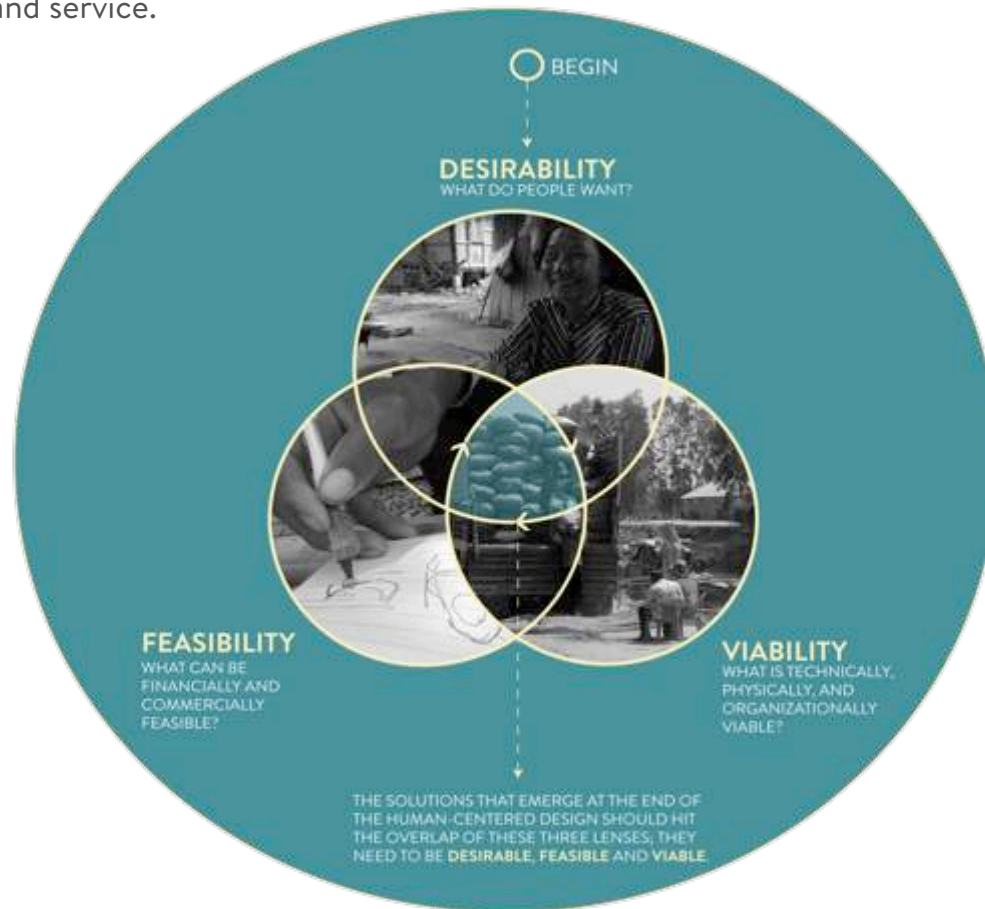 and service.
BEGIN
DESIRABILITY
WHAT DO PEOPLE WANT?
FEASIBILITY
WHAT CAN BE
FINANCIALLY AND
COMMERCIALLY
FEASIBLE?
VIABILITY
WHAT IS TECHNICALLY,
PHYSICALLY, AND
ORGANIZATIONALLY
VIABLE?
THE SOLUTIONS THAT EMERGE AT THE END OF
THE HUMAN-CENTERED DESIGN SHOULD HIT
THE OVERLAP OF THESE THREE LENSES; THEY
NEED TO BE DESIRABLE, FEASIBLE AND VIABLE